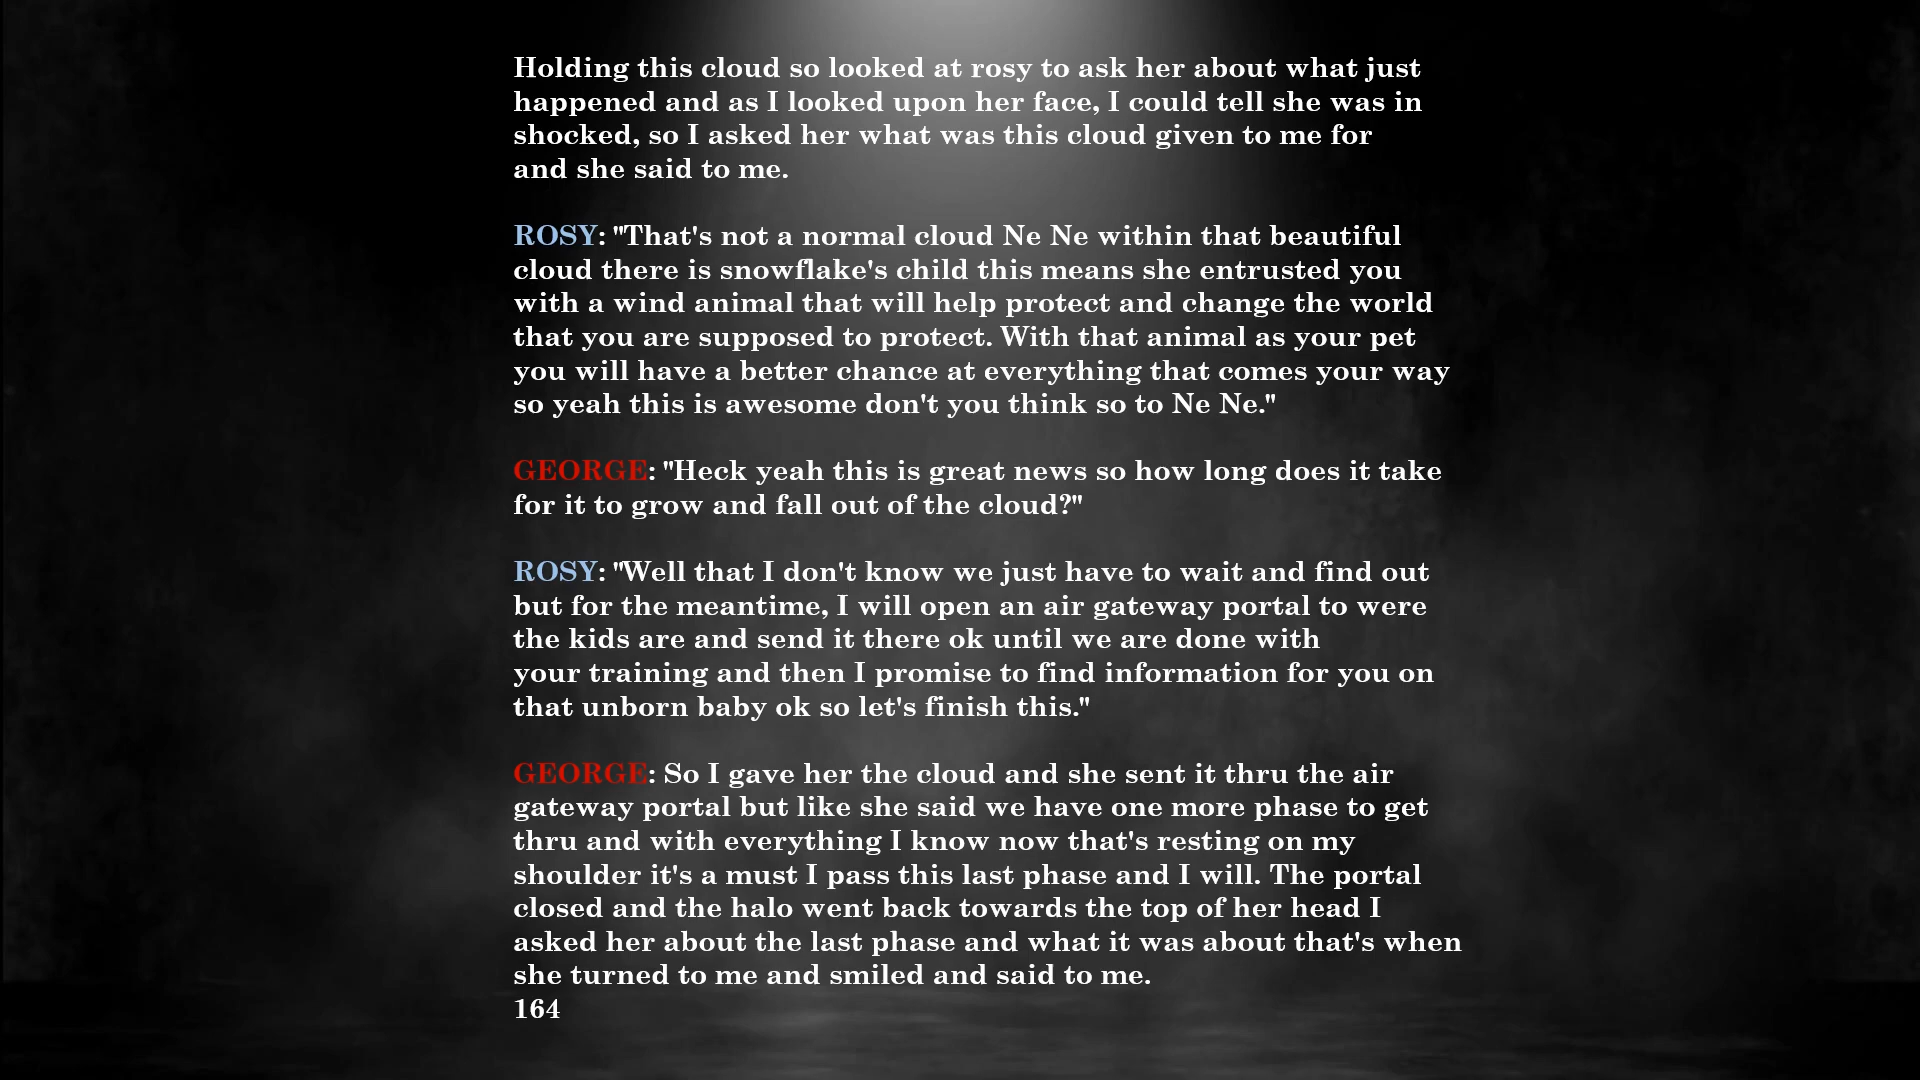 Holding this cloud so looked at rosy to ask her about what just
happened and as I looked upon her face, I could tell she was in
shocked, so I asked her what was this cloud given to me for
and she said to me.
ROSY: "That's not a normal cloud Ne Ne within that beautiful
cloud there is snowflake's child this means she entrusted you
with a wind animal that will help protect and change the world
that you are supposed to protect. With that animal as your pet
you will have a better chance at everything that comes your way
so yeah this is awesome don't you think so to Ne Ne."
GEORGE: "Heck yeah this is great news so how long does it take
for it to grow and fall out of the cloud?"
ROSY: "Well that I don't know we just have to wait and find out
but for the meantime, I will open an air gateway portal to were
the kids are and send it there ok until we are done with
your training and then I promise to find information for you on
that unborn baby ok so let's finish this."
GEORGE: So I gave her the cloud and she sent it thru the air
gateway portal but like she said we have one more phase to get
thru and with everything I know now that's resting on my
shoulder it's a must I pass this last phase and I will. The portal
closed and the halo went back towards the top of her head I
asked her about the last phase and what it was about that's when
she turned to me and smiled and said to me.
164